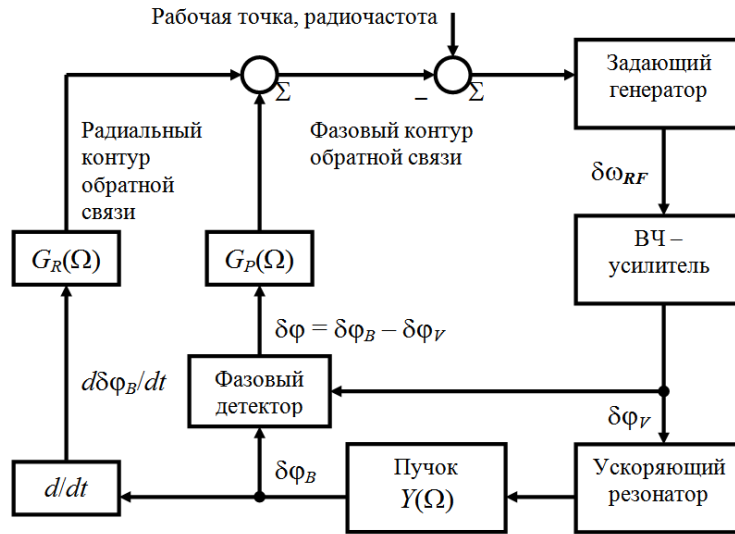 Рабочая точка, радиочастота
Σ
– Σ
Задающий
генератор
Радиальный
контур
обратной
связи
Фазовый контур
обратной связи
δω_RF
ВЧ –
усилитель
G_R(Ω)
G_P(Ω)
δφ = δφ_B – δφ_V
dδφ_B/dt
Фазовый
детектор
δφ_V
δφ_B
d/dt
Пучок
Y(Ω)
Ускоряющий
резонатор